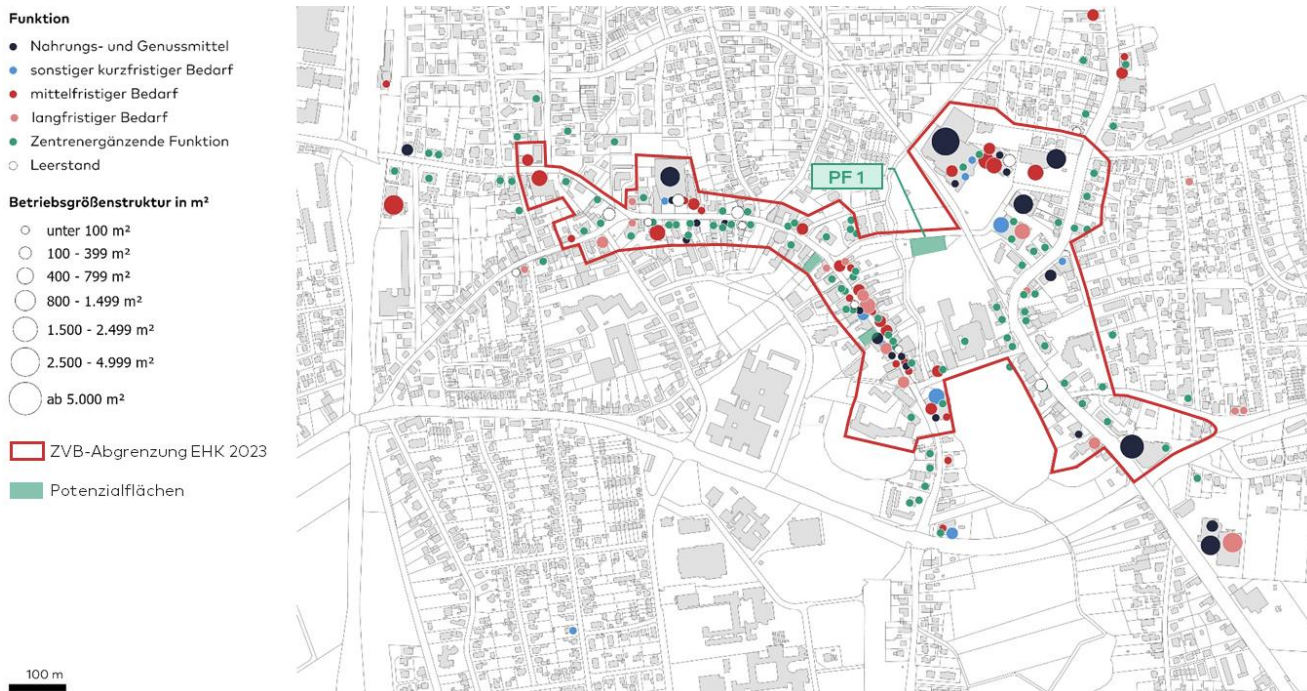 Funktion
Nahrungs- und Genussmittel
sonstiger kurzfristiger Bedarf
mittelfristiger Bedarf
langfristiger Bedarf
Zentrenergänzende Funktion
Leerstand
Betriebsgrößenstruktur in m²
unter 100 m²
100 - 399 m²
400 - 799 m²
800 - 1.499 m²
1.500 - 2.499 m²
2.500 - 4.999 m²
ab 5.000 m²
ZVB-Abgrenzung EHK 2023
Potenzialflächen
100 m
PF 1